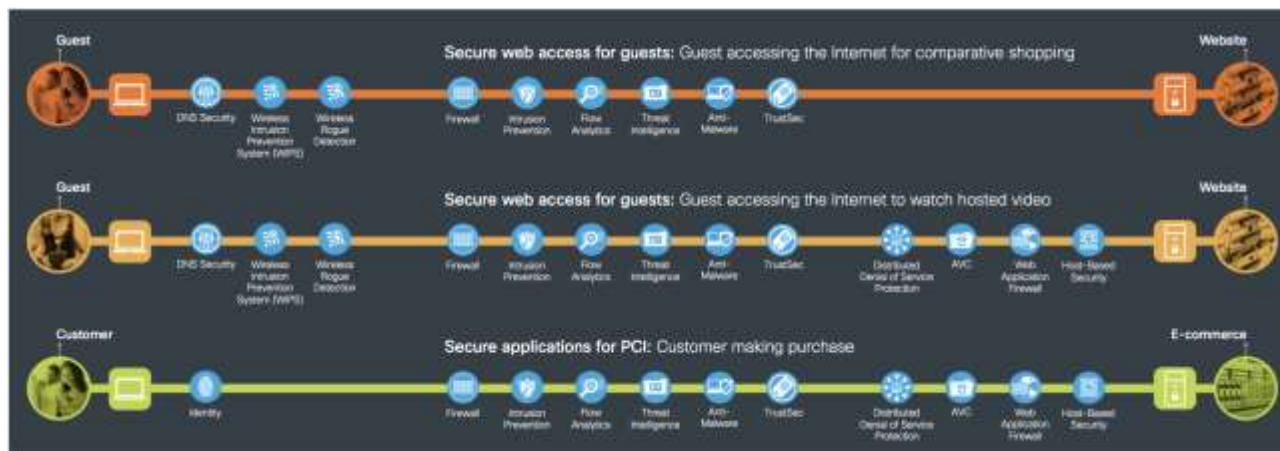 Guest
Website
Secure web access for guests: Guest accessing the Internet for comparative shopping
DNS Security
Wireless
Intrusion
Prevention
System (WIPS)
Wireless
Rogue
Detection
Firewall
Intrusion
Prevention
Flow
Analytics
Threat
Intelligence
Anti-
Malware
TrustSec
Guest
Website
Secure web access for guests: Guest accessing the Internet to watch hosted video
DNS Security
Wireless
Intrusion
Prevention
System (WIPS)
Wireless
Rogue
Detection
Firewall
Intrusion
Prevention
Flow
Analytics
Threat
Intelligence
Anti-
Malware
TrustSec
Distributed
Denial of Service
Protection
AVC
Web
Application
Firewall
Host-Based
Security
Customer
E-commerce
Secure applications for PCI: Customer making purchase
Identity
Firewall
Intrusion
Prevention
Flow
Analytics
Threat
Intelligence
Anti-
Malware
TrustSec
Distributed
Denial of Service
Protection
AVC
Web
Application
Firewall
Host-Based
Security